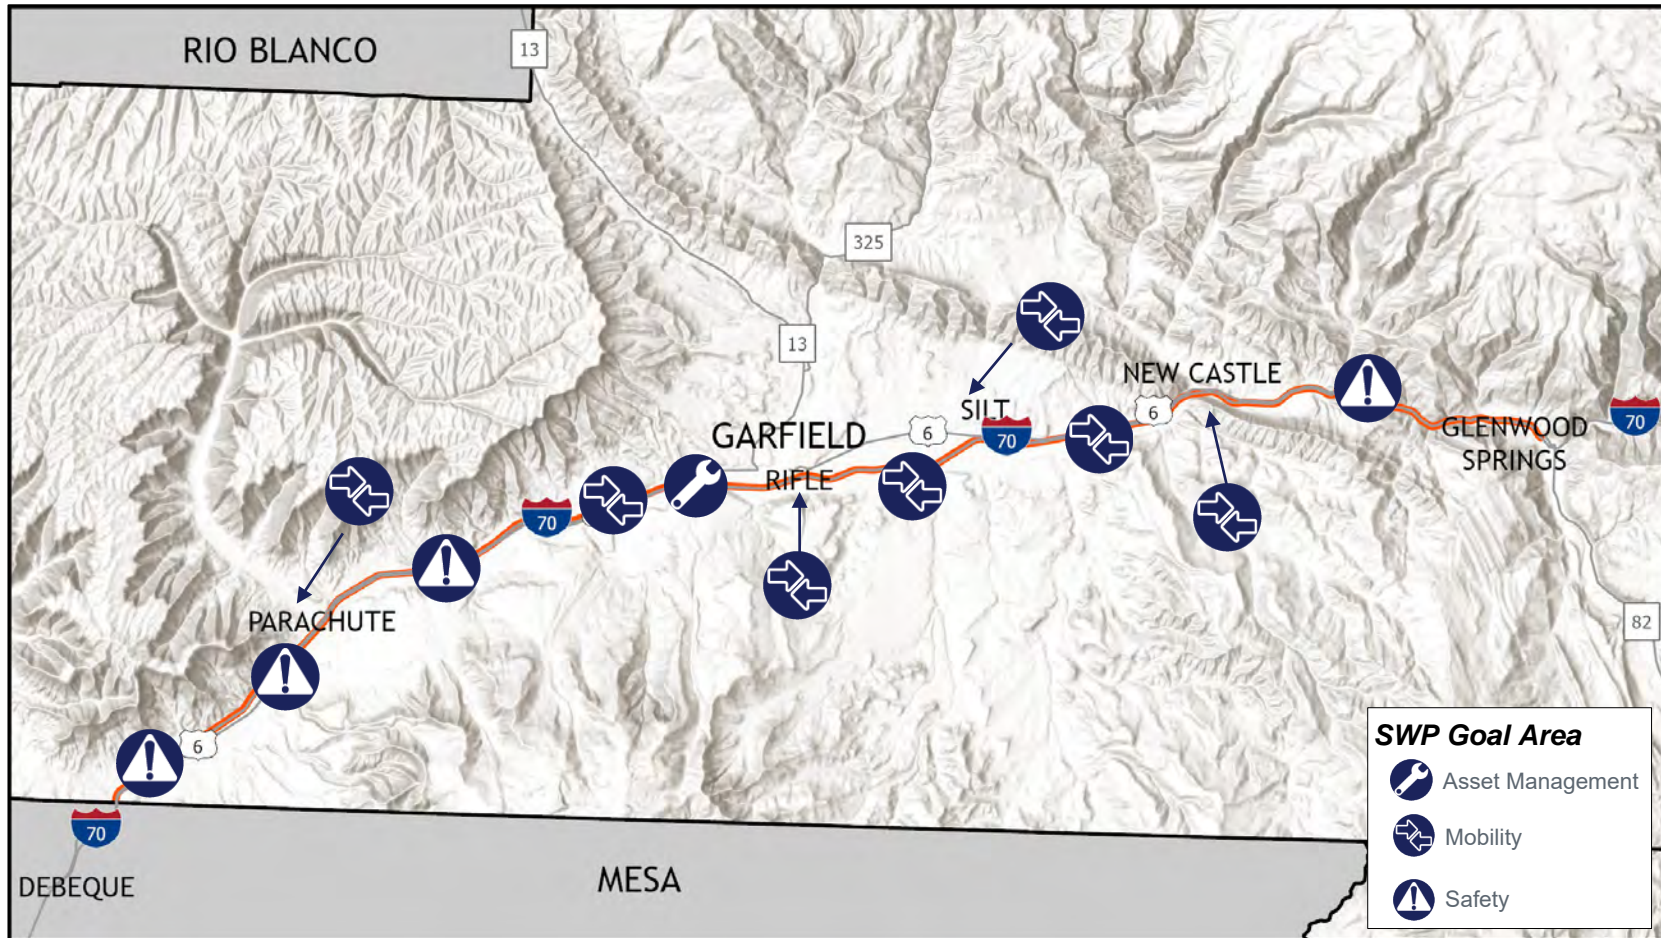 RIO BLANCO
13
325
13
NEW CASTLE
SILT
6
6
70
70
GARFIELD
GLENWOOD
SPRINGS
RIFLE
70
PARACHUTE
82
6
70
DEBEQUE
MESA
SWP Goal Area
Asset Management
Mobility
Safety